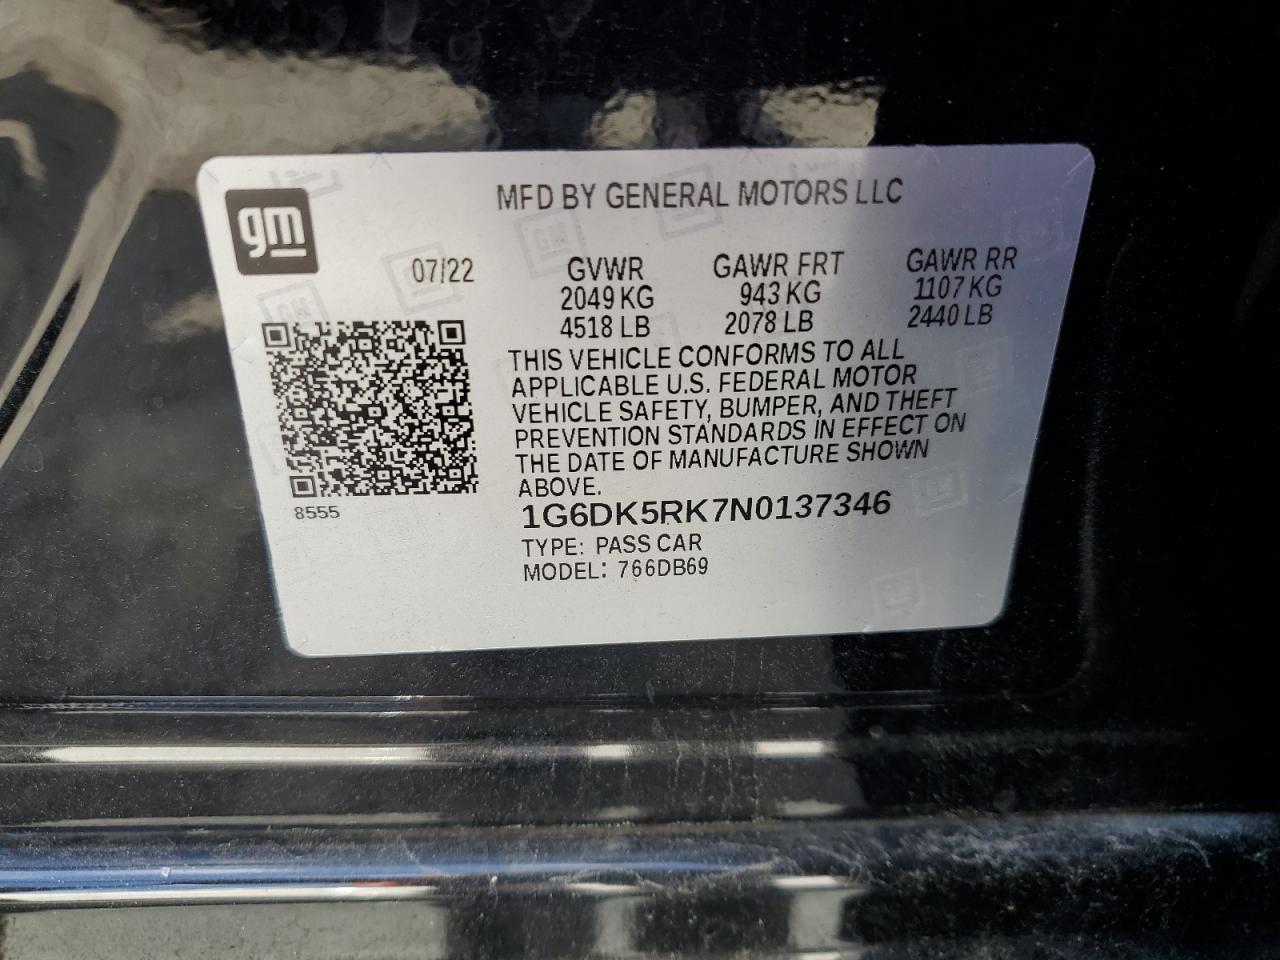 MFD BY GENERAL MOTORS LLC
gm
07/22
GVWR GAWR FRT GAWR RR
2049 KG 943 KG 1107 KG
4518 LB 2078 LB 2440 LB
THIS VEHICLE CONFORMS TO ALL
APPLICABLE U.S. FEDERAL MOTOR
VEHICLE SAFETY, BUMPER, AND THEFT
PREVENTION STANDARDS IN EFFECT ON
THE DATE OF MANUFACTURE SHOWN
ABOVE.
8555
1G6DK5RK7N0137346
TYPE: PASS CAR
MODEL: 766DB69